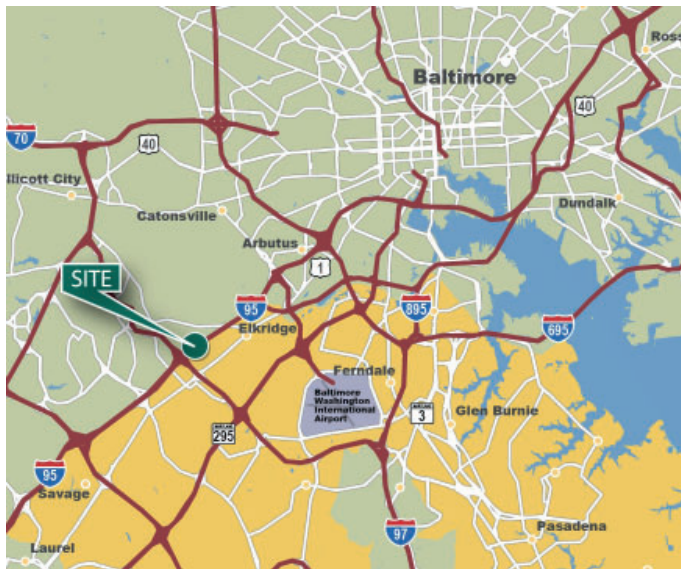 Ross
Baltimore
40
70
40
llicott City
Catonsville
Dundalk
Arbutus
1
SITE
95
895
695
Elkridge
Ferndale
Baltimore
Washington
International
Airport
3
Glen Burnie
295
95
Savage
97
Pasadena
Laurel